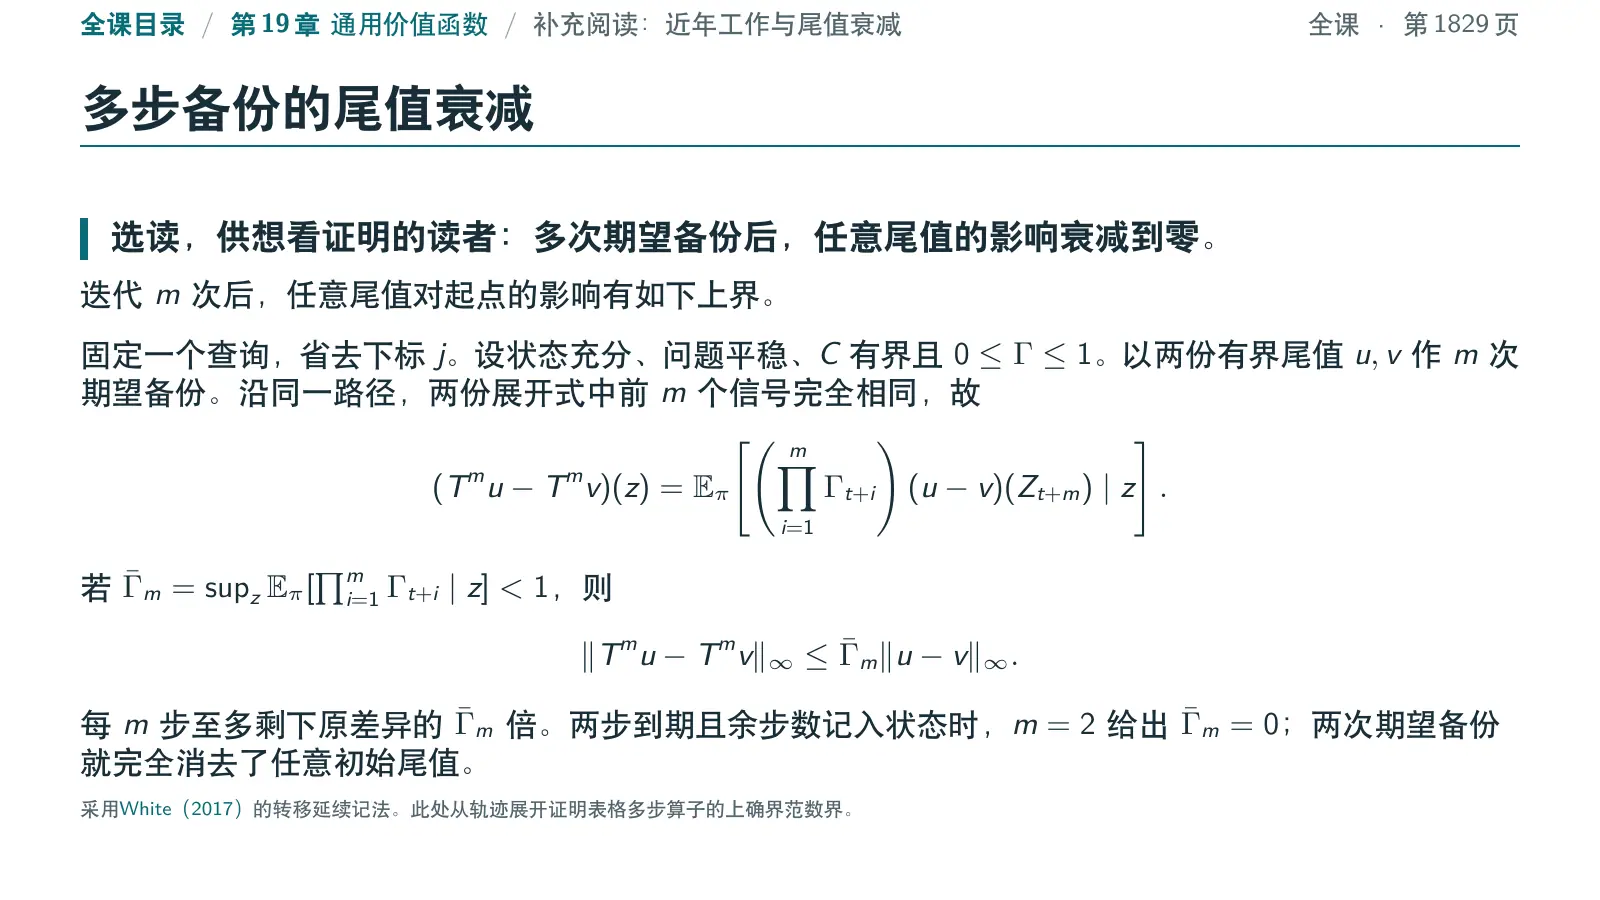 全课目录 / 第 19 章 通用价值函数 / 补充阅读：近年工作与尾值衰减
全课 · 第 1829 页
多步备份的尾值衰减
选读，供想看证明的读者：多次期望备份后，任意尾值的影响衰减到零。
迭代 m 次后，任意尾值对起点的影响有如下上界。
固定一个查询，省去下标 j。设状态充分、问题平稳、C 有界且 0 ≤ Γ ≤ 1。以两份有界尾值 u, v 作 m 次
期望备份。沿同一路径，两份展开式中前 m 个信号完全相同，故
(T^m u − T^m v)(z) = 𝔼_π [ ( ∏_{i=1}^{m} Γ_{t+i} ) (u − v)(Z_{t+m}) | z ] .
若 Γ̄_m = sup_z 𝔼_π[∏_{i=1}^{m} Γ_{t+i} | z] < 1，则
‖T^m u − T^m v‖_∞ ≤ Γ̄_m‖u − v‖_∞.
每 m 步至多剩下原差异的 Γ̄_m 倍。两步到期且余步数记入状态时，m = 2 给出 Γ̄_m = 0；两次期望备份
就完全消去了任意初始尾值。
采用White（2017）的转移延续记法。此处从轨迹展开证明表格多步算子的上确界范数界。